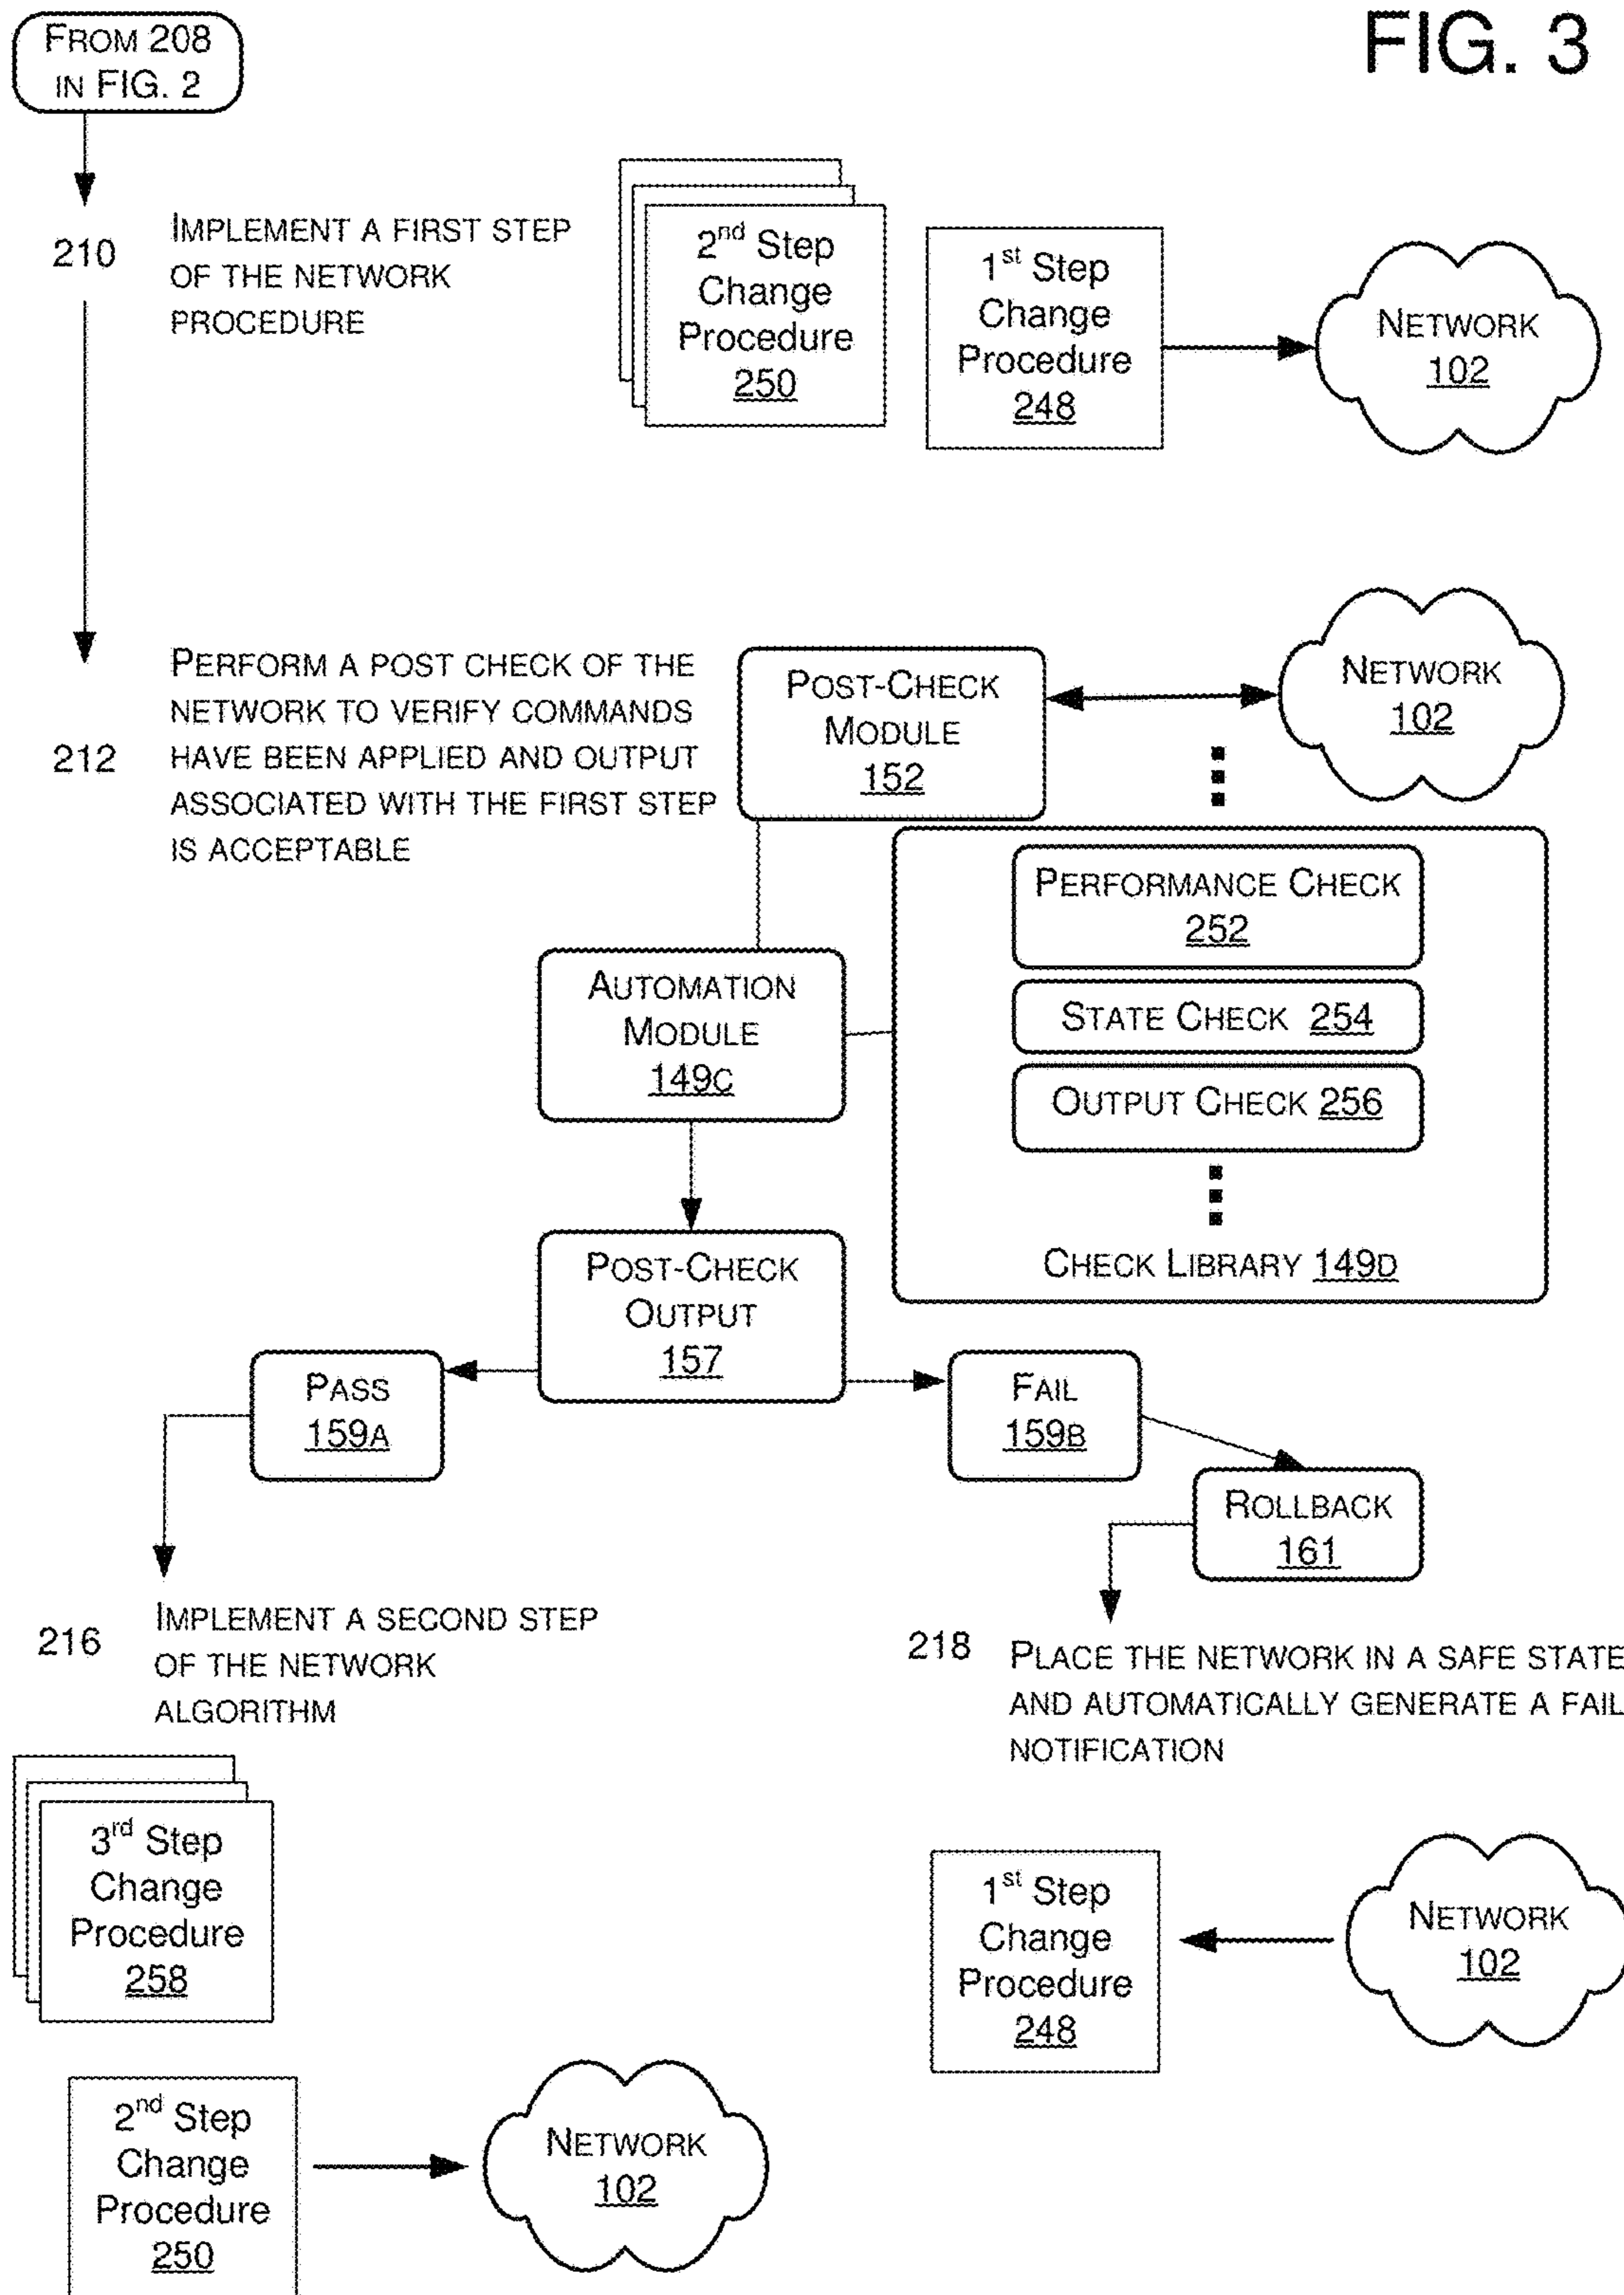 FIG. 3
FROM 208
IN FIG. 2
210
IMPLEMENT A FIRST STEP
OF THE NETWORK
PROCEDURE
2nd Step
Change
Procedure
250
1st Step
Change
Procedure
248
NETWORK
102
212
PERFORM A POST CHECK OF THE
NETWORK TO VERIFY COMMANDS
HAVE BEEN APPLIED AND OUTPUT
ASSOCIATED WITH THE FIRST STEP
IS ACCEPTABLE
POST-CHECK
MODULE
152
NETWORK
102
PERFORMANCE CHECK
252
STATE CHECK 254
OUTPUT CHECK 256
CHECK LIBRARY 149D
AUTOMATION
MODULE
149C
POST-CHECK
OUTPUT
157
PASS
159A
FAIL
159B
ROLLBACK
161
216
IMPLEMENT A SECOND STEP
OF THE NETWORK
ALGORITHM
218
PLACE THE NETWORK IN A SAFE STATE
AND AUTOMATICALLY GENERATE A FAIL
NOTIFICATION
3rd Step
Change
Procedure
258
1st Step
Change
Procedure
248
NETWORK
102
2nd Step
Change
Procedure
250
NETWORK
102